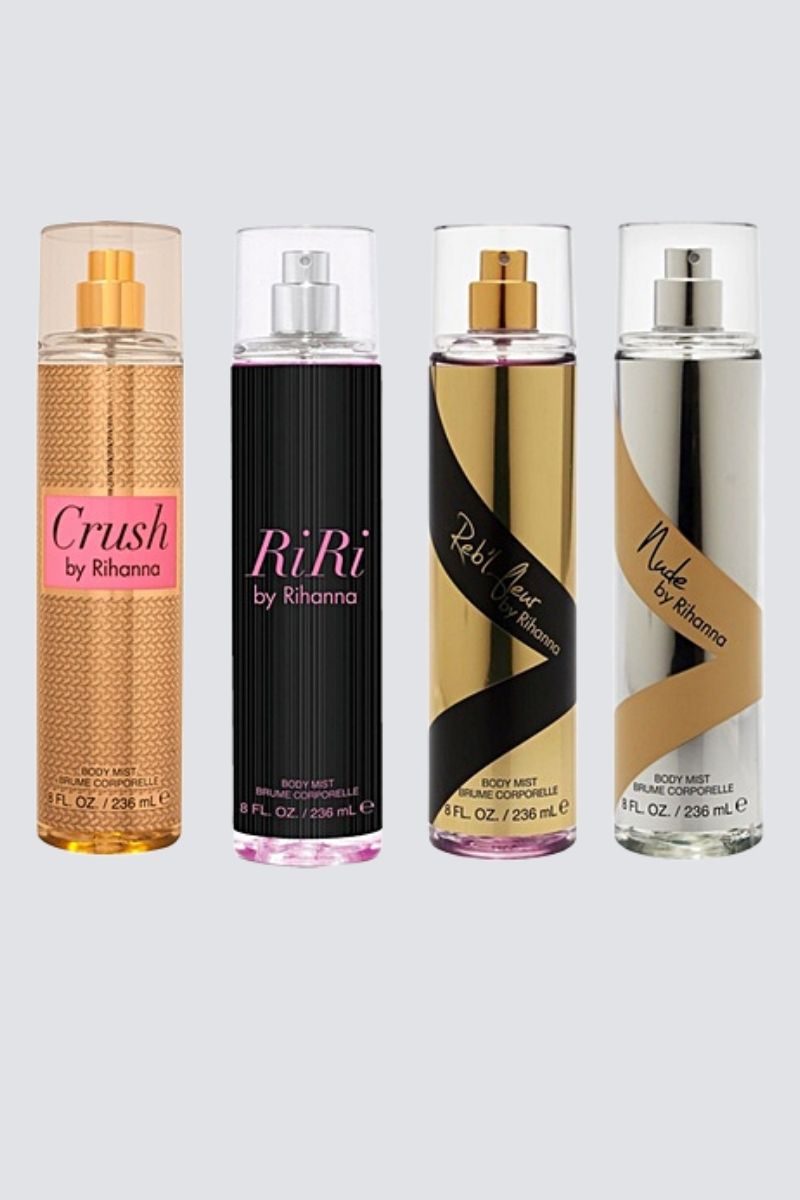 Crush
by Rihanna
BODY MIST
BRUME CORPORELLE
8 FL. OZ. / 236 mL ℮
RiRi
by Rihanna
BODY MIST
BRUME CORPORELLE
8 FL. OZ. / 236 mL ℮
Reb'l fleur
by Rihanna
BODY MIST
BRUME CORPORELLE
8 FL. OZ. / 236 mL ℮
Nude
by Rihanna
BODY MIST
BRUME CORPORELLE
8 FL. OZ. / 236 mL ℮